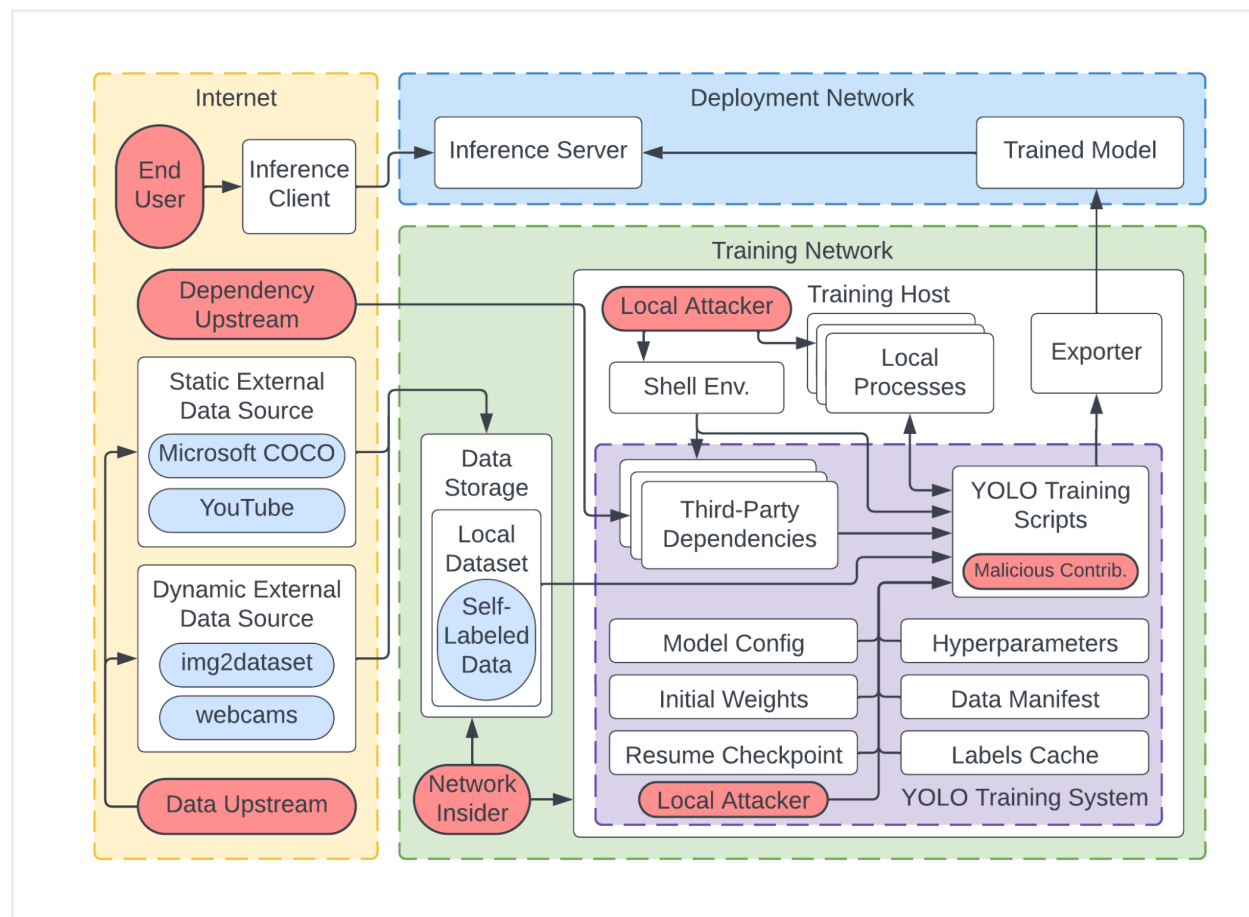 Internet
End
User
Inference
Client
Dependency
Upstream
Static External
Data Source
Microsoft COCO
YouTube
Dynamic External
Data Source
img2dataset
webcams
Data Upstream
Deployment Network
Inference Server
Trained Model
Training Network
Training Host
Local Attacker
Shell Env.
Local
Processes
Exporter
Data
Storage
Local
Dataset
Self-
Labeled
Data
Network
Insider
Third-Party
Dependencies
YOLO Training
Scripts
Malicious Contrib.
Model Config
Hyperparameters
Initial Weights
Data Manifest
Resume Checkpoint
Labels Cache
Local Attacker
YOLO Training System